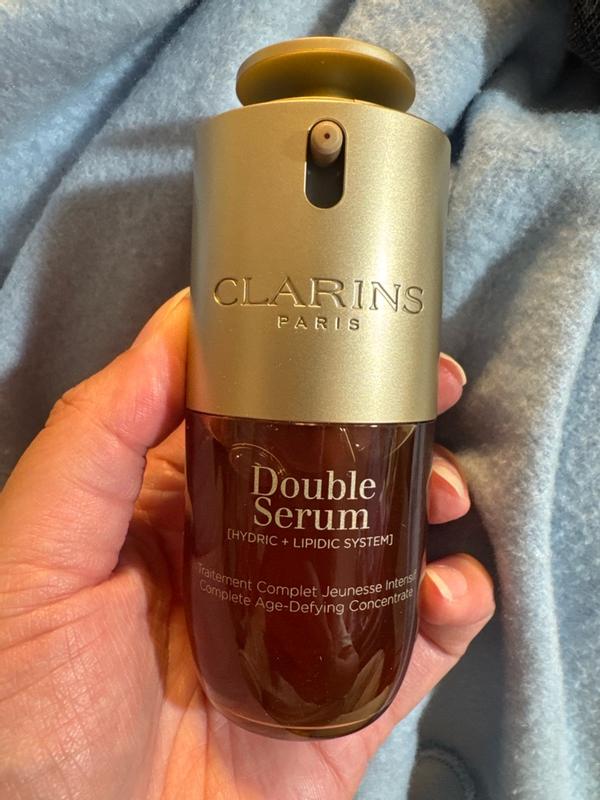 CLARINS
PARIS
Double
Serum
[HYDRIC + LIPIDIC SYSTEM]
Traitement Complet Jeunesse Intensif
Complete Age-Defying Concentrate